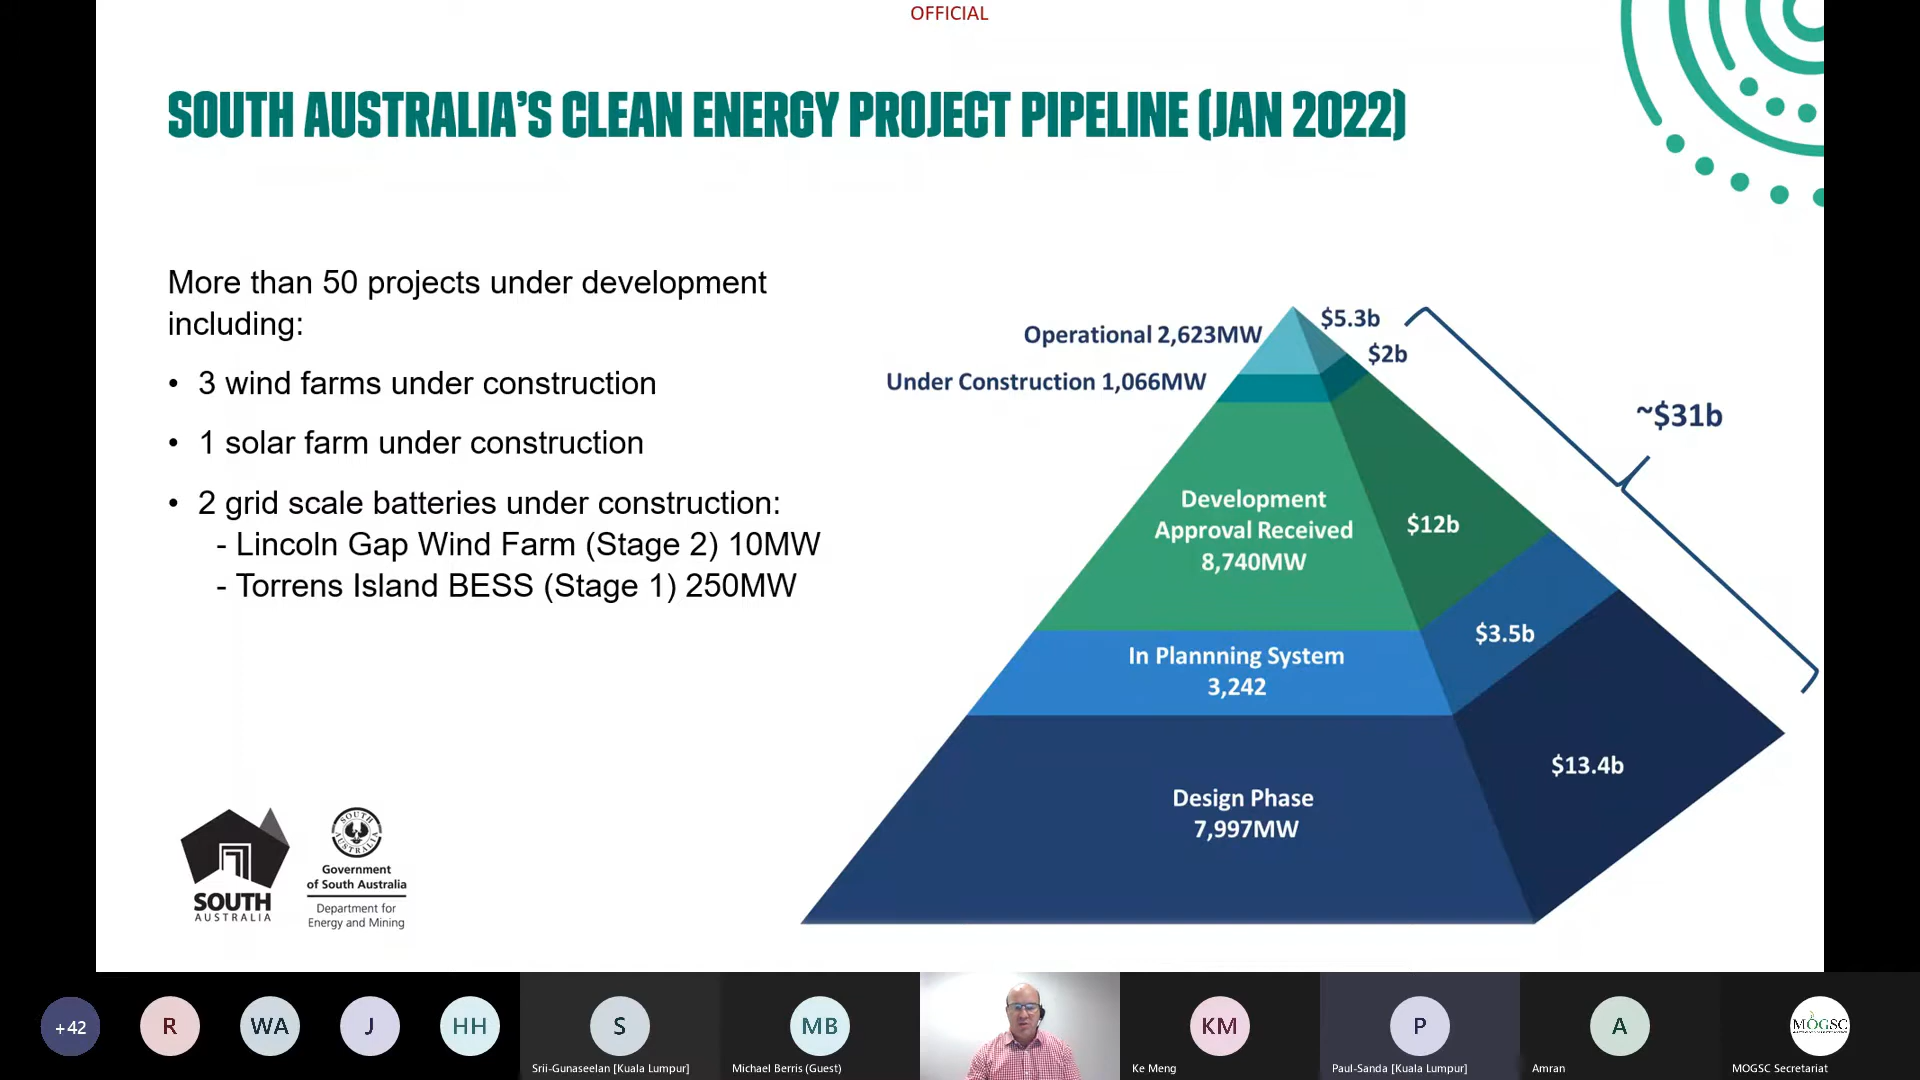 OFFICIAL
SOUTH AUSTRALIA'S CLEAN ENERGY PROJECT PIPELINE (JAN 2022)
More than 50 projects under development
including:
• 3 wind farms under construction
• 1 solar farm under construction
• 2 grid scale batteries under construction:
- Lincoln Gap Wind Farm (Stage 2) 10MW
- Torrens Island BESS (Stage 1) 250MW
Operational 2,623MW
$5.3b
Under Construction 1,066MW
$2b
~$31b
Development
Approval Received
8,740MW
$12b
In Plannning System
3,242
$3.5b
Design Phase
7,997MW
$13.4b
SOUTH
AUSTRALIA
SOUTH AUSTRALIA
Government
of South Australia
Department for
Energy and Mining
+42
R
WA
J
HH
S
Srii-Gunaseelan [Kuala Lumpur]
MB
Michael Berris (Guest)
KM
Ke Meng
P
Paul-Sanda [Kuala Lumpur]
A
Amran
MOGSC
MOGSC Secretariat